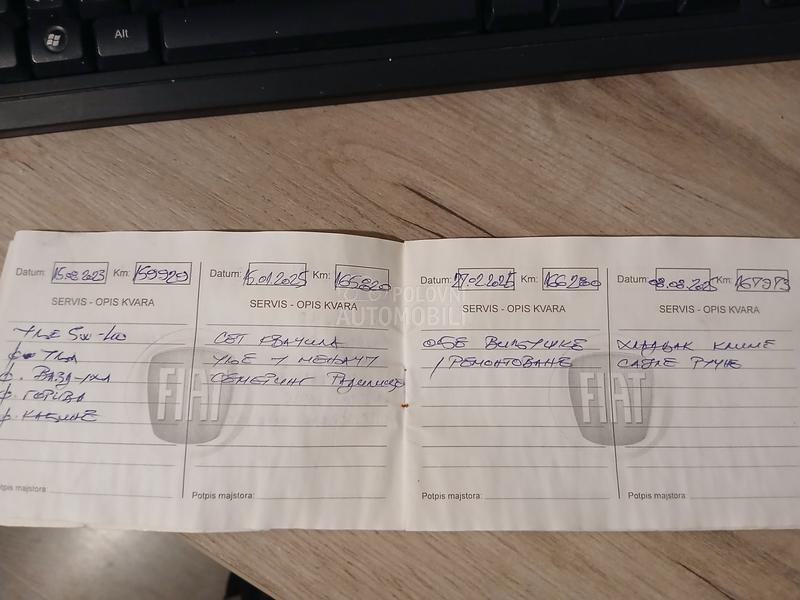 Alt
Datum: 15.08.2023 Km: 159929
SERVIS - OPIS KVARA
УЉЕ 5W-40
ф. УЉА
ф. ВАЗДУХА
ф. ГОРИВА
ф. КАБИНЕ
Potpis majstora:
Datum: 16.01.2025 Km: 165820
SERVIS - OPIS KVARA
СЕТ КВАЧИЛА
УЉЕ У МЕЊАЧУ
СЕМЕРИНГ Радилице
Potpis majstora:
Datum: 27.02.2025 Km: 166280
SERVIS - OPIS KVARA
ОБЕ ВИЉУШКЕ
/ РЕМОНТОВАНЕ
Potpis majstora:
Datum: 08.08.2025 Km: 167973
SERVIS - OPIS KVARA
ХЛАДЊАК КЛИМЕ
САЈЛЕ РУЧНЕ
Potpis majstora:
FIAT
FIAT
POLOVNI
AUTOMOBILI